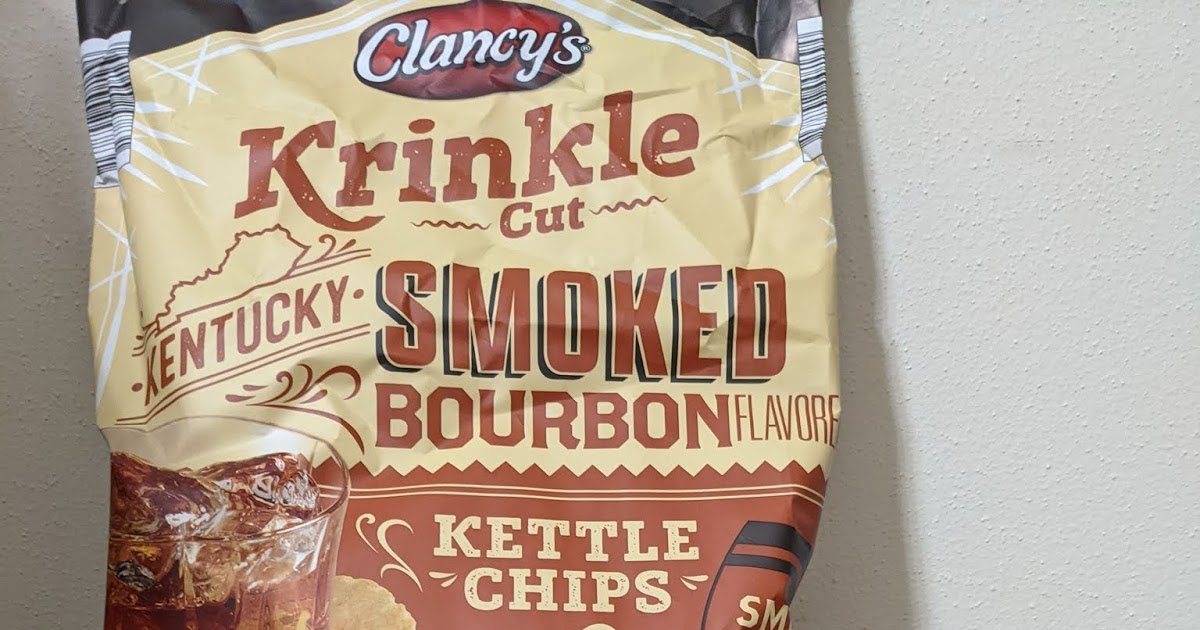 Clancy's®
Krinkle
Cut
KENTUCKY
SMOKED
BOURBON FLAVORE
KETTLE
CHIPS
SM